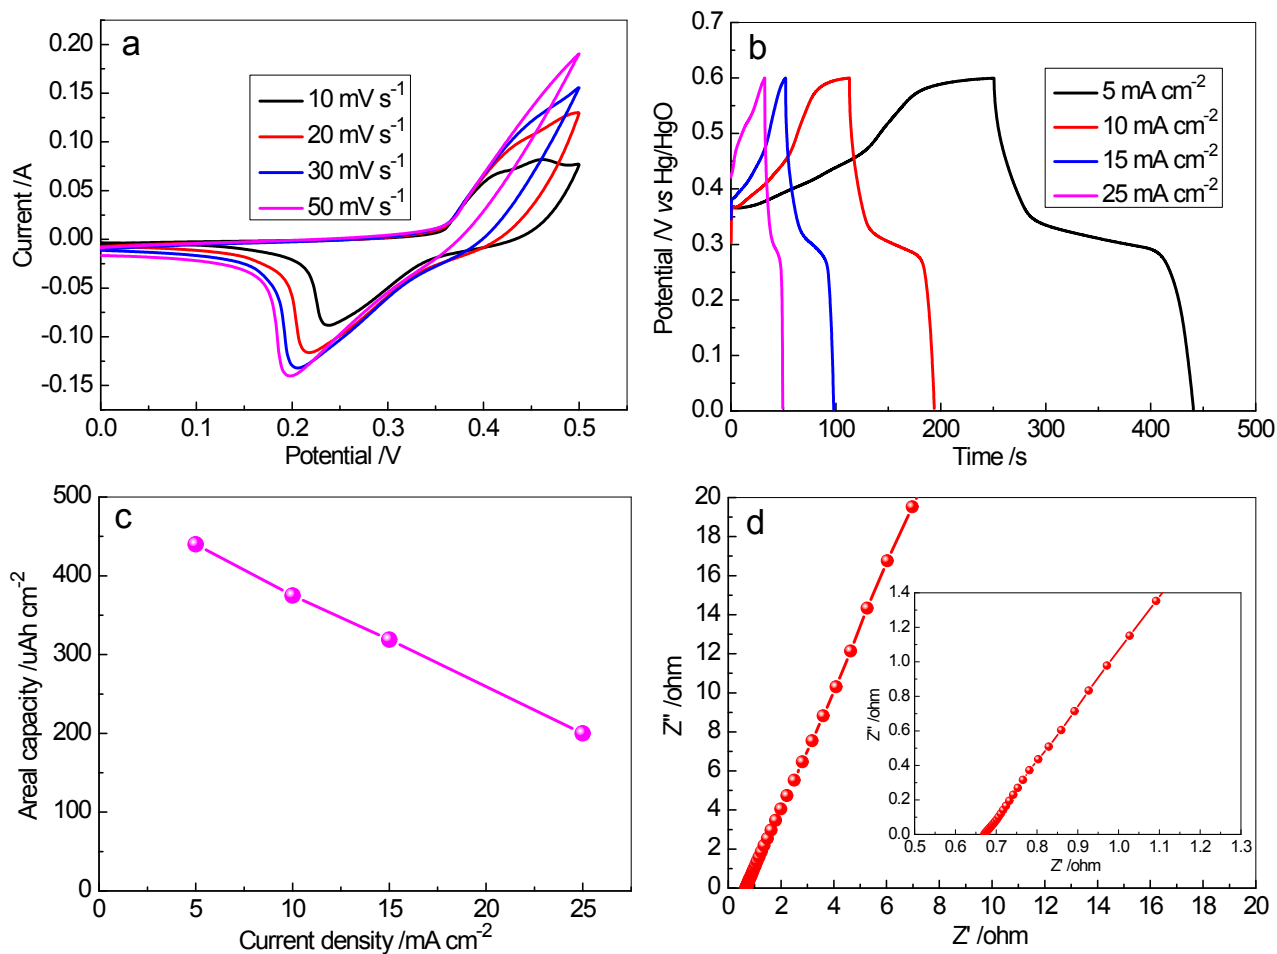 a
10 mV s⁻¹
20 mV s⁻¹
30 mV s⁻¹
50 mV s⁻¹
Current /A
0.20
0.15
0.10
0.05
0.00
-0.05
-0.10
-0.15
0.0 0.1 0.2 0.3 0.4 0.5
Potential /V
b
5 mA cm⁻²
10 mA cm⁻²
15 mA cm⁻²
25 mA cm⁻²
Potential /V vs Hg/HgO
0.7
0.6
0.5
0.4
0.3
0.2
0.1
0.0
0 100 200 300 400 500
Time /s
c
Areal capacity /uAh cm⁻²
500
400
300
200
100
0
0 5 10 15 20 25
Current density /mA cm⁻²
d
Z'' /ohm
20
18
16
14
12
10
8
6
4
2
0
0 2 4 6 8 10 12 14 16 18 20
Z' /ohm
Z'' /ohm
1.4
1.2
1.0
0.8
0.6
0.4
0.2
0.0
0.5 0.6 0.7 0.8 0.9 1.0 1.1 1.2 1.3
Z' /ohm